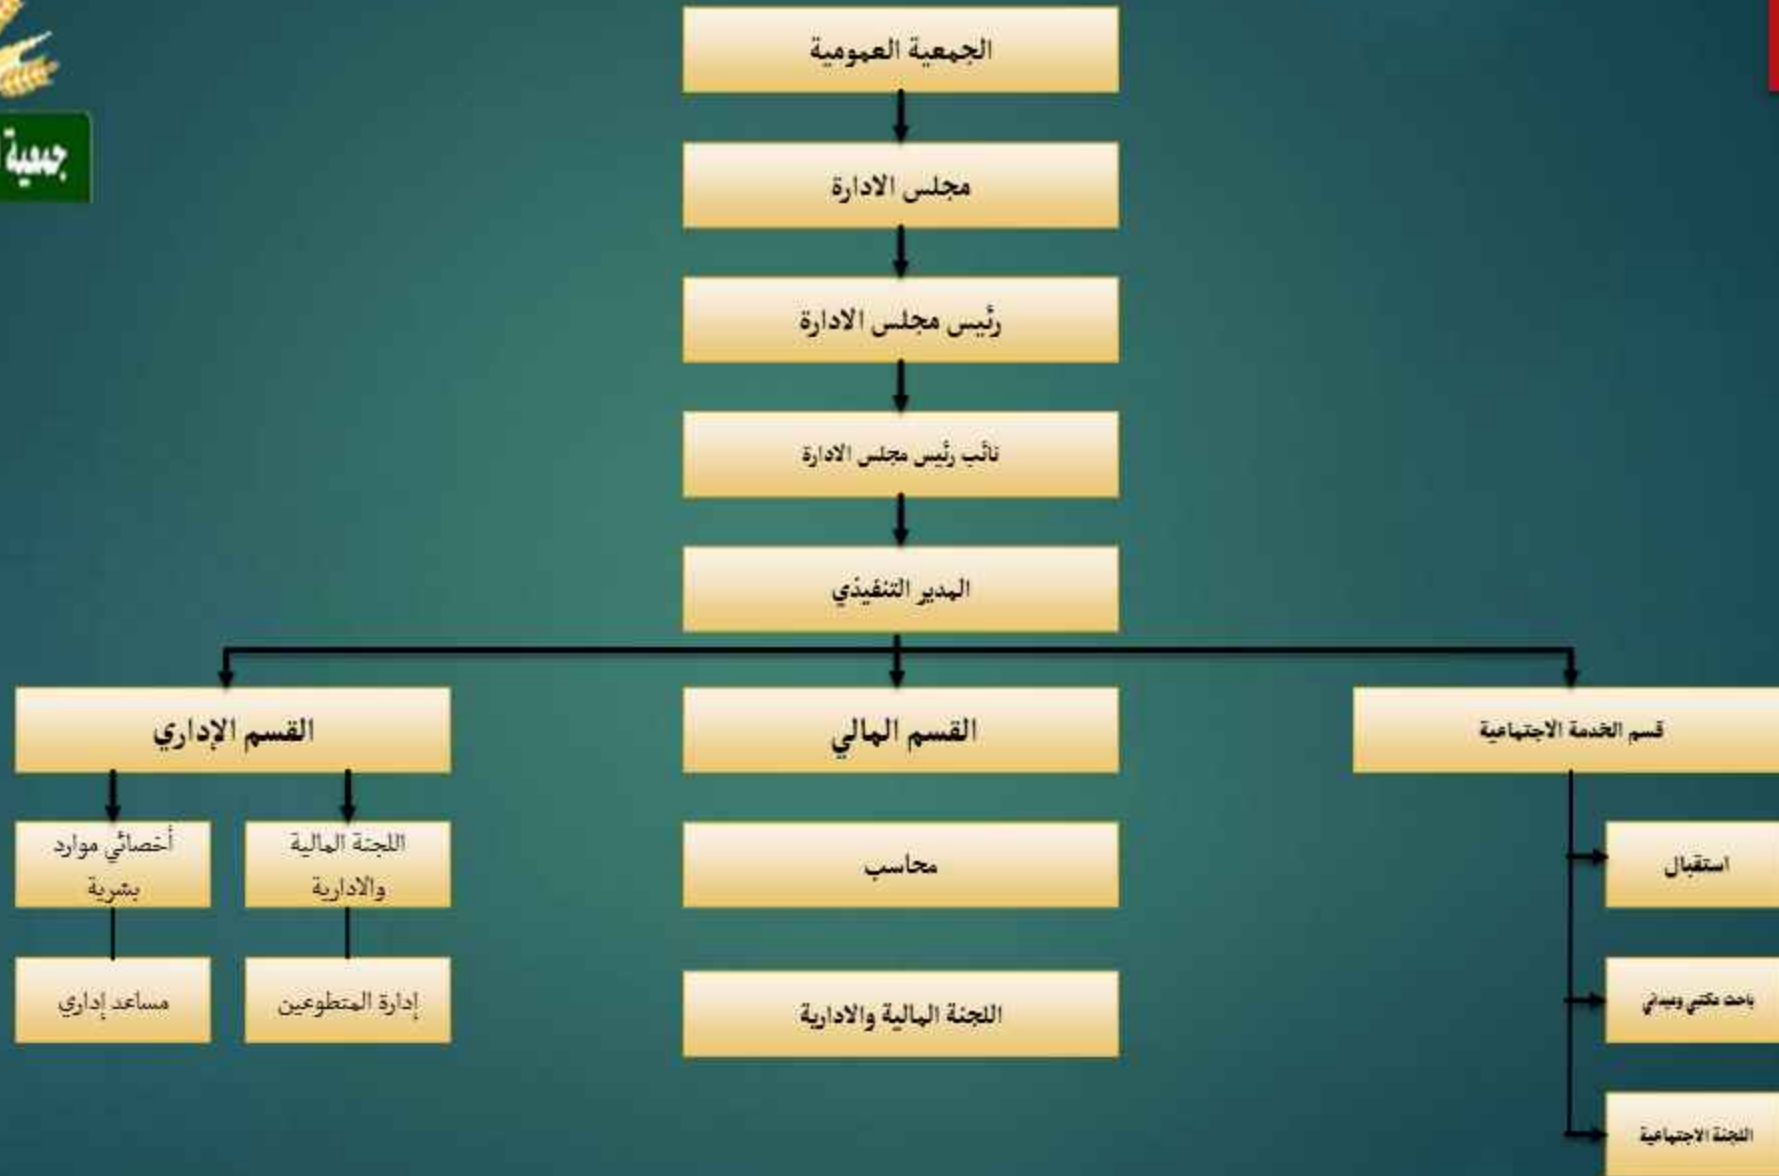 جمعية
الجمعية العمومية
مجلس الادارة
رئيس مجلس الادارة
نائب رئيس مجلس الادارة
المدير التنفيذي
قسم الخدمة الاجتماعية
القسم المالي
القسم الإداري
استقبال
باحث مكتبي وميداني
اللجنة الاجتماعية
محاسب
اللجنة المالية والادارية
اللجنة المالية
والادارية
إدارة المتطوعين
أخصائي موارد
بشرية
مساعد إداري